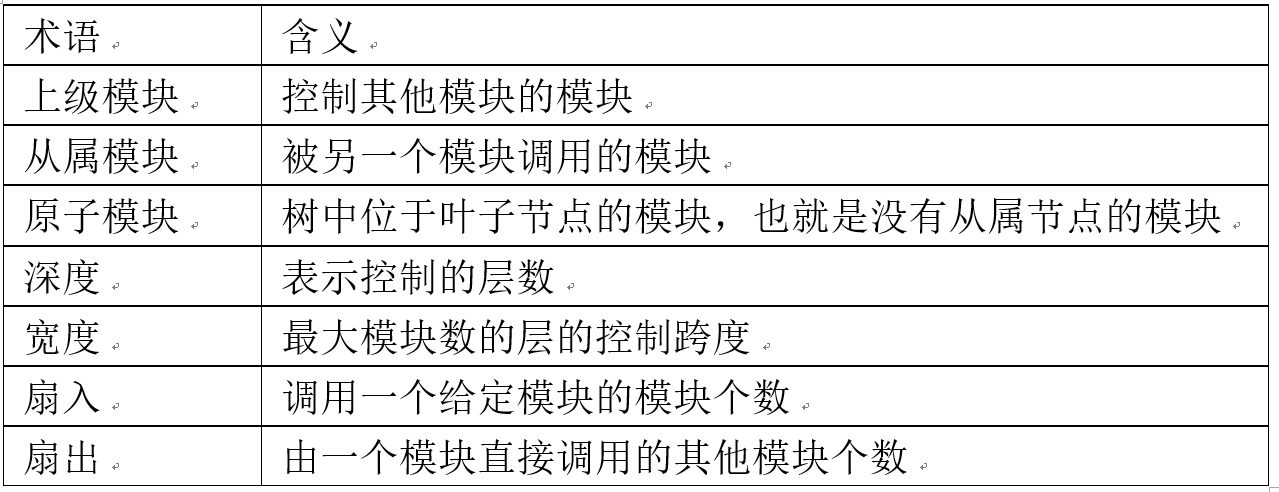 术语 含义
上级模块 控制其他模块的模块
从属模块 被另一个模块调用的模块
原子模块 树中位于叶子节点的模块，也就是没有从属节点的模块
深度 表示控制的层数
宽度 最大模块数的层的控制跨度
扇入 调用一个给定模块的模块个数
扇出 由一个模块直接调用的其他模块个数